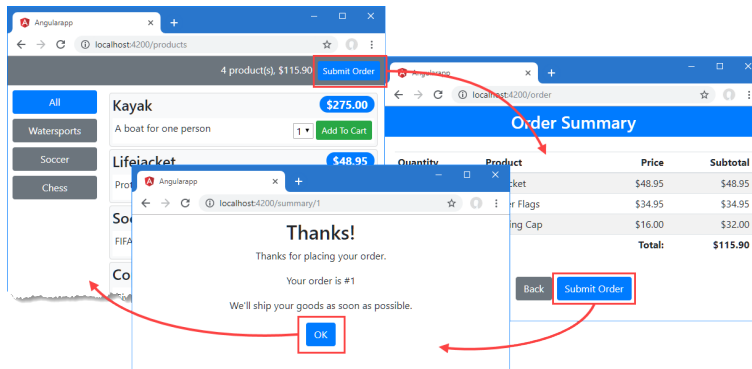 Angularapp
localhost:4200/products
4 product(s), $115.90 Submit Order
All
Watersports
Soccer
Chess
Kayak $275.00
A boat for one person 1 Add To Cart
Lifejacket $48.95
Angularapp
localhost:4200/order
Order Summary
Quantity Product Price Subtotal
$48.95 $48.95
Flags $34.95 $34.95
Cap $16.00 $32.00
Total: $115.90
Back Submit Order
Angularapp
localhost:4200/summary/1
Thanks!
Thanks for placing your order.
Your order is #1
We'll ship your goods as soon as possible.
OK